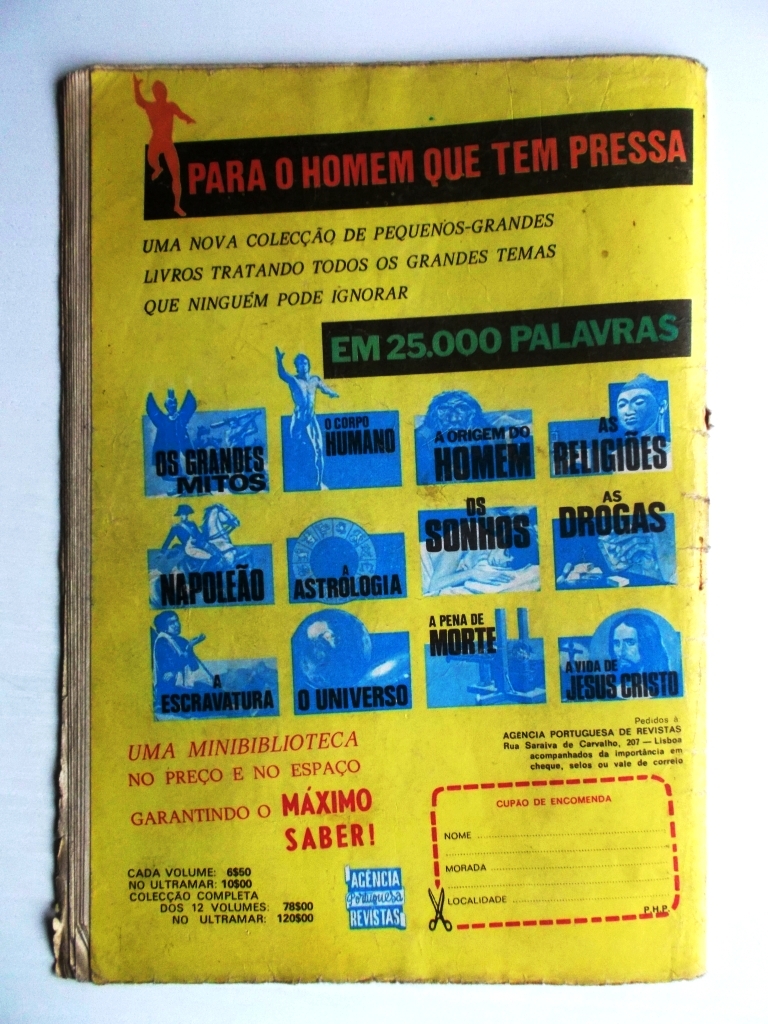 PARA O HOMEM QUE TEM PRESSA
UMA NOVA COLECÇÃO DE PEQUENOS-GRANDES
LIVROS TRATANDO TODOS OS GRANDES TEMAS
QUE NINGUÉM PODE IGNORAR
EM 25.000 PALAVRAS
OS GRANDES
MITOS
O CORPO
HUMANO
A ORIGEM DO
HOMEM
AS
RELIGIÕES
NAPOLEÃO
A
ASTROLOGIA
OS
SONHOS
AS
DROGAS
A
ESCRAVATURA
O UNIVERSO
A PENA DE
MORTE
A VIDA DE
JESUS CRISTO
UMA MINIBIBLIOTECA
NO PREÇO E NO ESPAÇO
GARANTINDO O MÁXIMO
SABER!
Pedidos à
AGENCIA PORTUGUESA DE REVISTAS
Rua Saraiva de Carvalho, 207 — Lisboa
acompanhados da importância em
cheque, selos ou vale de correio
CADA VOLUME: 6$50
NO ULTRAMAR: 10$00
COLECÇÃO COMPLETA
DOS 12 VOLUMES: 78$00
NO ULTRAMAR: 120$00
AGÊNCIA
Portuguesa
REVISTAS
CUPÃO DE ENCOMENDA
NOME
MORADA
LOCALIDADE
P.H.P.